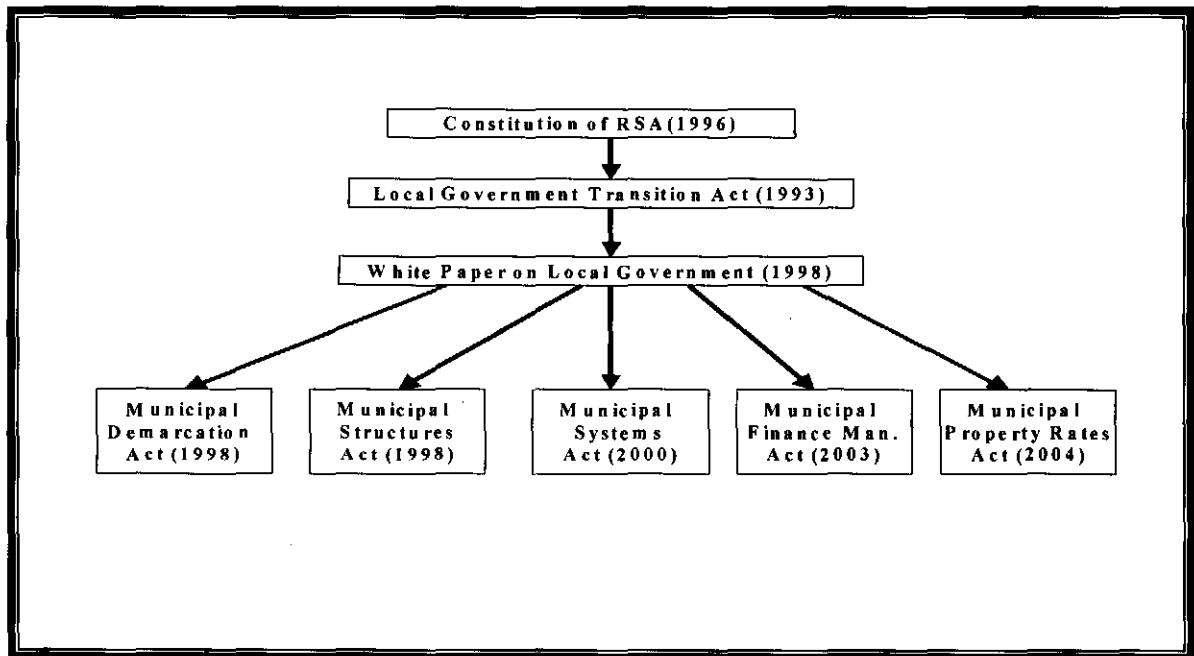 Constitution of RSA (1996)
Local Government Transition Act (1993)
White Paper on Local Government (1998)
Municipal
Demarcation
Act (1998)
Municipal
Structures
Act (1998)
Municipal
Systems
Act (2000)
Municipal
Finance Man.
Act (2003)
Municipal
Property Rates
Act (2004)